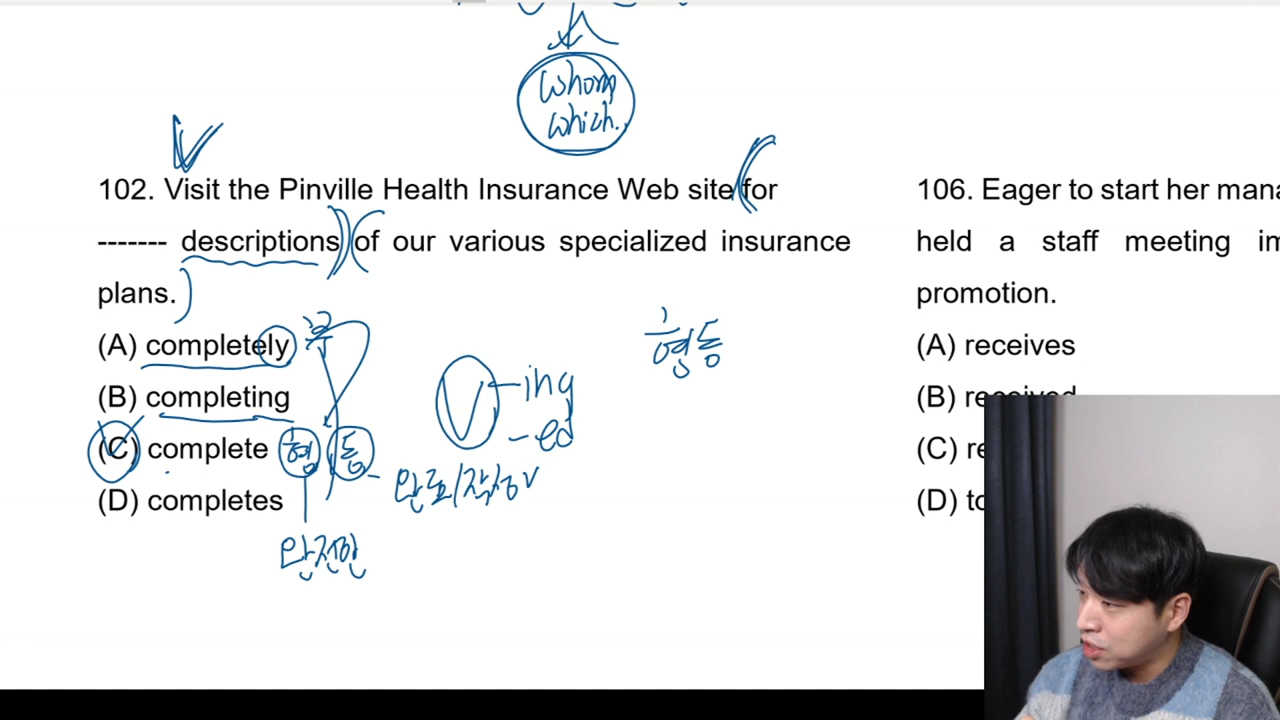 whom
which.
102. Visit the Pinville Health Insurance Web site for
------- descriptions of our various specialized insurance
plans.
(A) completely 부
(B) completing
(C) complete 형 동
(D) completes
V -ing
-ed
완료/작성
완전한
형동
106. Eager to start her mana
held a staff meeting im
promotion.
(A) receives
(B) received
(C) re
(D) to